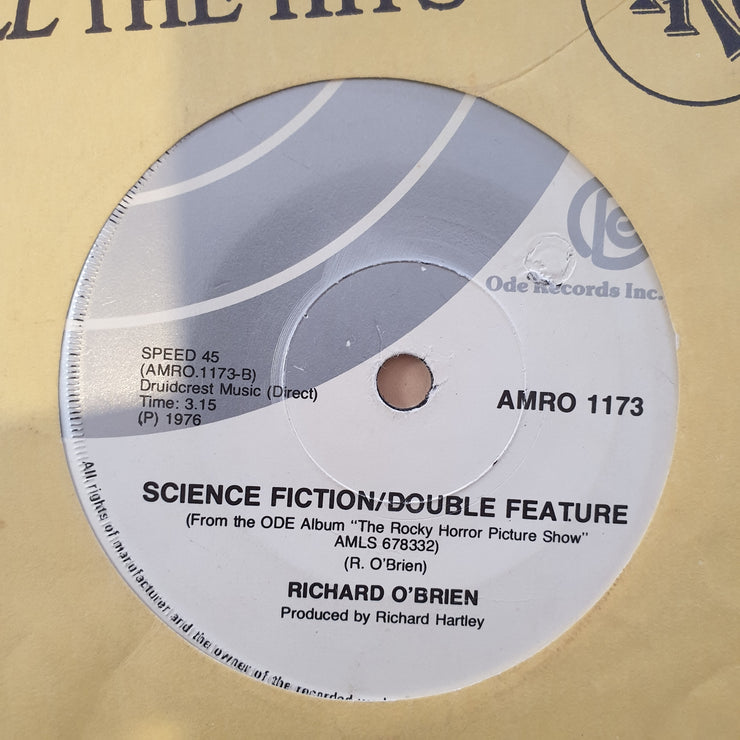 THE HITS
Ode Records Inc.
SPEED 45
(AMRO.1173-B)
Druidcrest Music (Direct)
Time: 3.15
(P) 1976
AMRO 1173
SCIENCE FICTION/DOUBLE FEATURE
(From the ODE Album "The Rocky Horror Picture Show"
AMLS 678332)
(R. O'Brien)
RICHARD O'BRIEN
Produced by Richard Hartley
All rights of manufacturer and the owner of the recorded